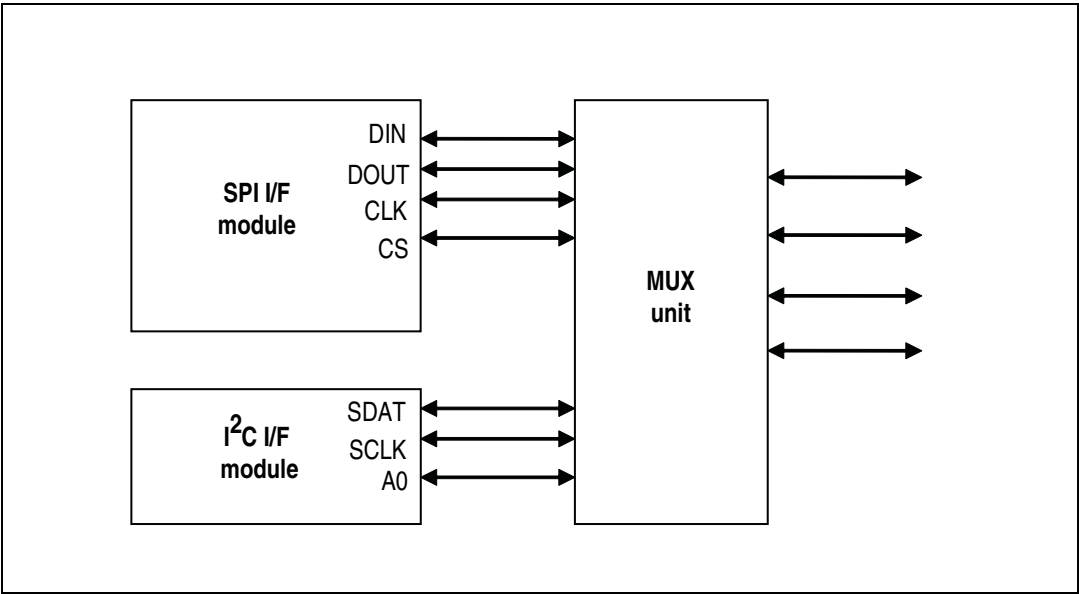 SPI I/F
module
DIN
DOUT
CLK
CS
MUX
unit
I²C I/F
module
SDAT
SCLK
A0